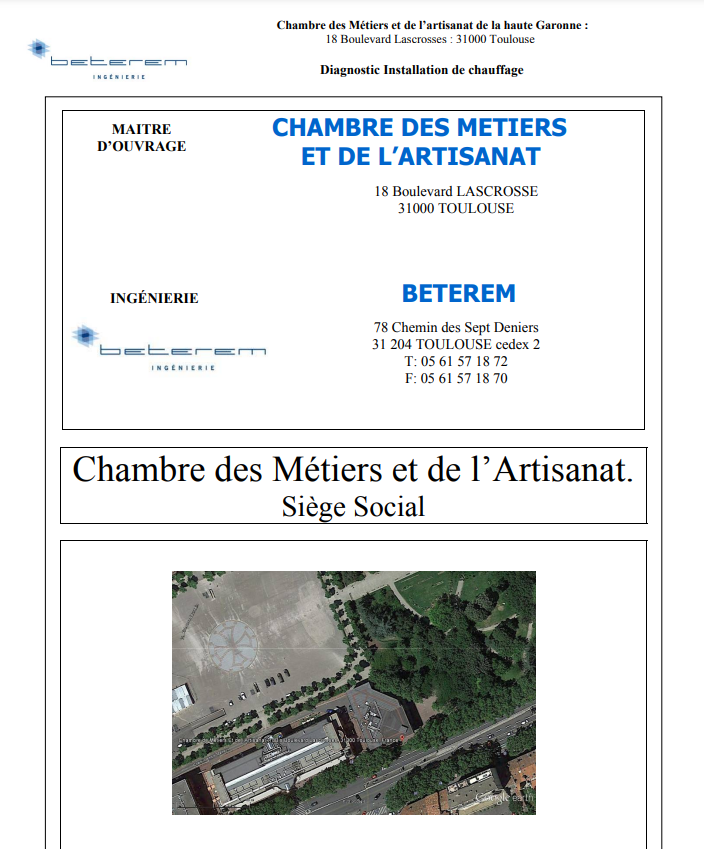 Chambre des Métiers et de l'artisanat de la haute Garonne :
18 Boulevard Lascrosses : 31000 Toulouse
beterem
INGÉNIERIE
Diagnostic Installation de chauffage
MAITRE
D'OUVRAGE
CHAMBRE DES METIERS
ET DE L'ARTISANAT
18 Boulevard LASCROSSE
31000 TOULOUSE
INGÉNIERIE
BETEREM
beterem
INGÉNIERIE
78 Chemin des Sept Deniers
31 204 TOULOUSE cedex 2
T: 05 61 57 18 72
F: 05 61 57 18 70
Chambre des Métiers et de l'Artisanat.
Siège Social
31000 Toulouse, France
Google earth